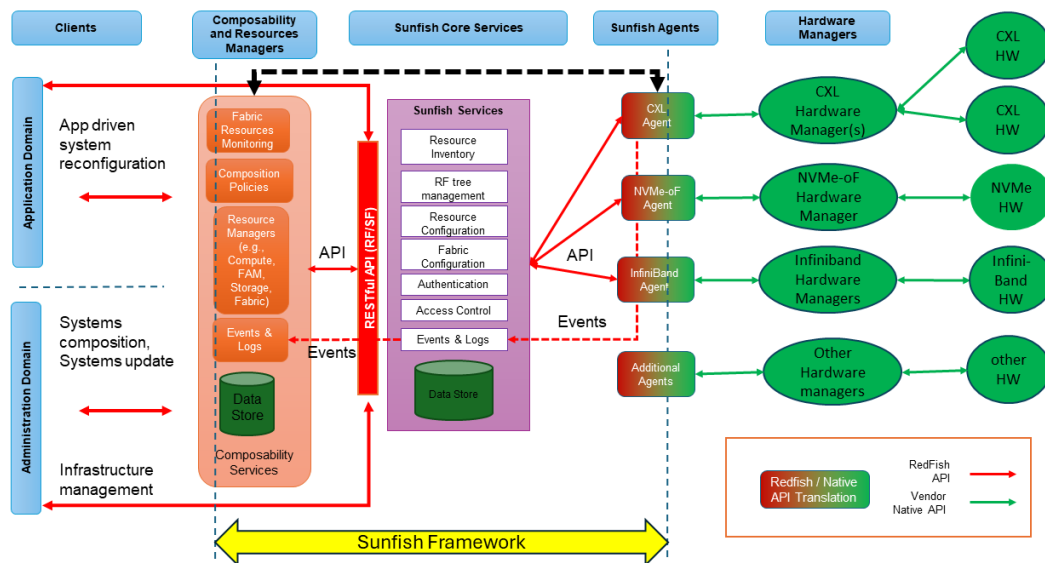 Clients
Composability
and Resources
Managers
Sunfish Core Services
Sunfish Agents
Hardware
Managers
CXL
HW
Application Domain
App driven
system
reconfiguration
Fabric
Resources
Monitoring
Composition
Policies
Resource
Managers
(e.g.,
Compute,
FAM,
Storage,
Fabric)
Events &
Logs
Data
Store
Composability
Services
API
Events
RESTful API (RF/SF)
Sunfish Services
Resource
Inventory
RF tree
management
Resource
Configuration
Fabric
Configuration
Authentication
Access Control
Events & Logs
Data Store
API
Events
CXL
Agent
NVMe-oF
Agent
InfiniBand
Agent
Additional
Agents
CXL
Hardware
Manager(s)
CXL
HW
NVMe-oF
Hardware
Manager
NVMe
HW
Infiniband
Hardware
Managers
Infini-
Band
HW
Other
Hardware
managers
other
HW
Administration Domain
Systems
composition,
Systems update
Infrastructure
management
Redfish / Native
API Translation
RedFish
API
Vendor
Native API
Sunfish Framework